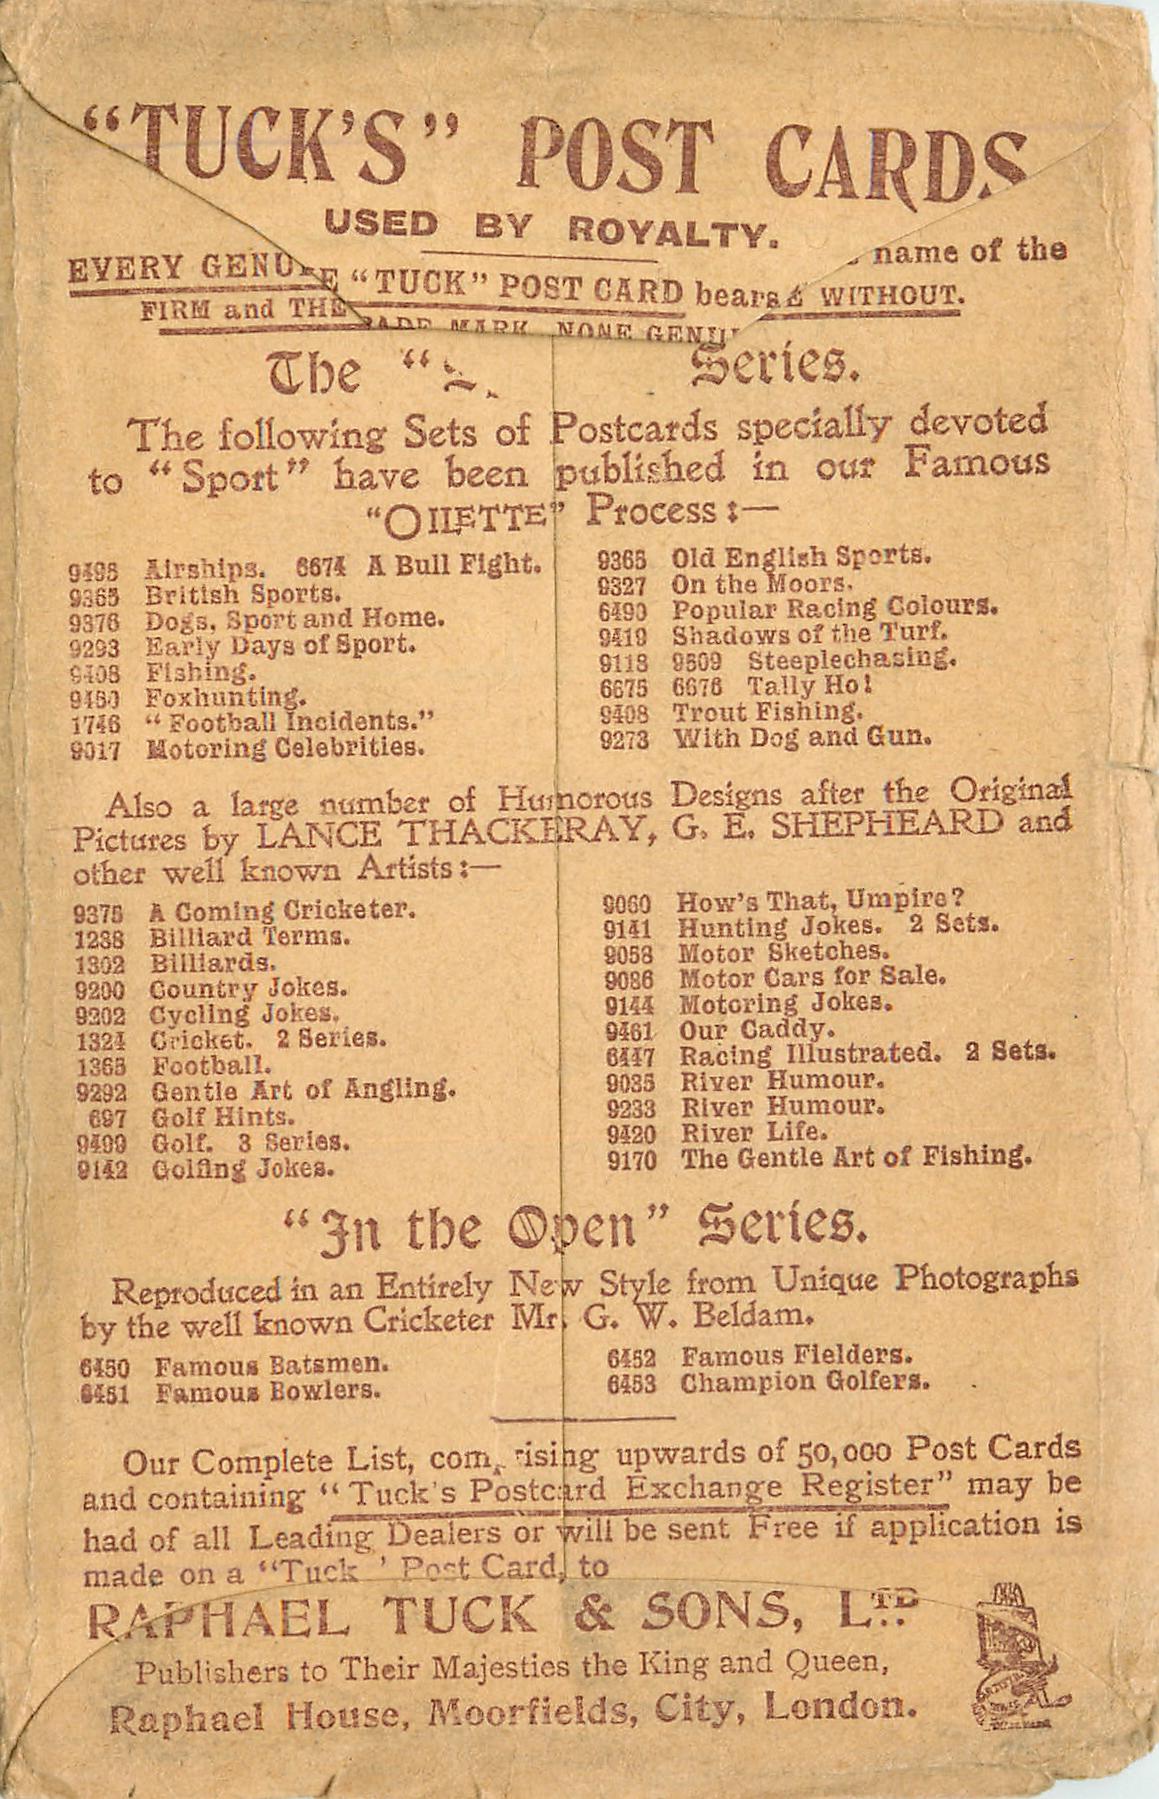 "TUCK'S" POST CARDS
USED BY ROYALTY.
EVERY GENU E "TUCK" POST CARD bears name of the
FIRM and THE RADE MARK. NONE GENU WITHOUT.
The " Series.
The following Sets of Postcards specially devoted
to "Sport" have been published in our Famous
"OILETTE" Process :—
9495 Airships. 6674 A Bull Fight.
9365 British Sports.
9376 Dogs, Sport and Home.
9293 Early Days of Sport.
9408 Fishing.
9450 Foxhunting.
1746 "Football Incidents."
9017 Motoring Celebrities.
9365 Old English Sports.
9327 On the Moors.
6490 Popular Racing Colours.
9419 Shadows of the Turf.
9113 9509 Steeplechasing.
6675 6676 Tally Ho!
9408 Trout Fishing.
9273 With Dog and Gun.
Also a large number of Humorous Designs after the Original
Pictures by LANCE THACKERAY, G. E. SHEPHEARD and
other well known Artists :—
9375 A Coming Cricketer.
1238 Billiard Terms.
1302 Billiards.
9200 Country Jokes.
9202 Cycling Jokes.
1324 Cricket. 2 Series.
1365 Football.
9292 Gentle Art of Angling.
697 Golf Hints.
9499 Golf. 3 Series.
9142 Golfing Jokes.
9060 How's That, Umpire?
9141 Hunting Jokes. 2 Sets.
9058 Motor Sketches.
9086 Motor Cars for Sale.
9144 Motoring Jokes.
9461 Our Caddy.
6447 Racing Illustrated. 2 Sets.
9035 River Humour.
9233 River Humour.
9420 River Life.
9170 The Gentle Art of Fishing.
"In the Open" Series.
Reproduced in an Entirely New Style from Unique Photographs
by the well known Cricketer Mr. G. W. Beldam.
6450 Famous Batsmen.
6451 Famous Bowlers.
6452 Famous Fielders.
6453 Champion Golfers.
Our Complete List, comprising upwards of 50,000 Post Cards
and containing "Tuck's Postcard Exchange Register" may be
had of all Leading Dealers or will be sent Free if application is
made on a "Tuck' Post Card, to
RAPHAEL TUCK & SONS, LTD
Publishers to Their Majesties the King and Queen,
Raphael House, Moorfields, City, London.